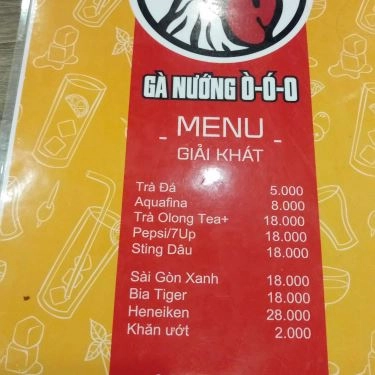 GÀ NƯỚNG Ò-Ó-O
- MENU -
GIẢI KHÁT
Trà Đá 5.000
Aquafina 8.000
Trà Olong Tea+ 18.000
Pepsi/7Up 18.000
Sting Dâu 18.000
Sài Gòn Xanh 18.000
Bia Tiger 18.000
Heneiken 28.000
Khăn ướt 2.000